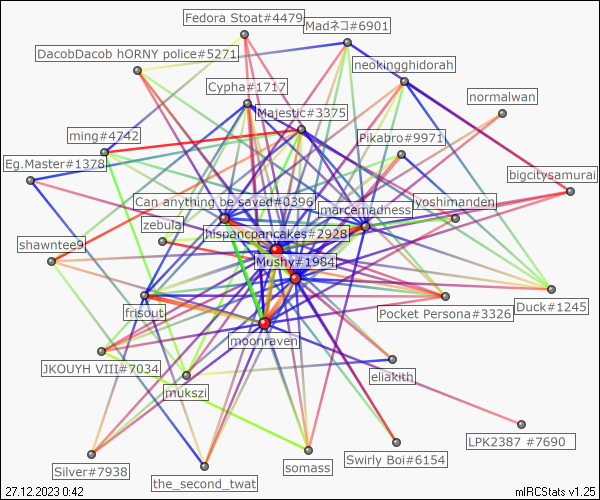 Fedora Stoat#4479
Madネコ#6901
DacobDacob hORNY police#5271
neokingghidorah
Cypha#1717
normalwan
Majestic#3375
ming#4742
Pikabro#9971
Eg.Master#1378
bigcitysamurai
Can anything be saved#0396
yoshimanden
marcemadness
zebula
hispancpancakes#2928
shawntee9
Mushy#1984
frisout
Pocket Persona#3326
Duck#1245
moonraven
JKOUYH VIII#7034
eliakith
mukszi
LPK2387 #7690
Swirly Boi#6154
somass
Silver#7938
the_second_twat
27.12.2023 0:42
mIRCStats v1.25